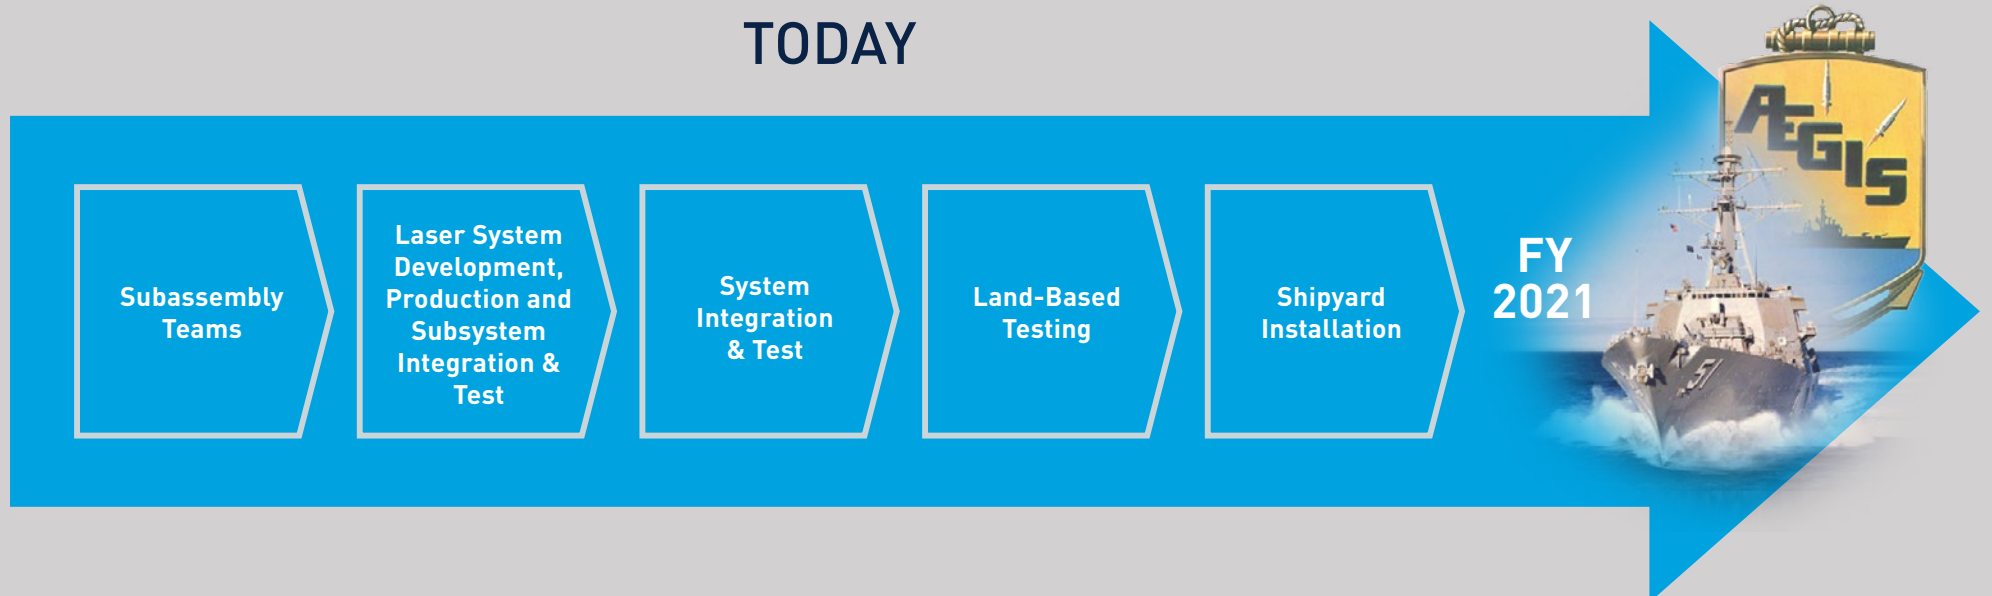 TODAY
Subassembly
Teams
Laser System
Development,
Production and
Subsystem
Integration &
Test
System
Integration
& Test
Land-Based
Testing
Shipyard
Installation
FY
2021
AEGIS
51